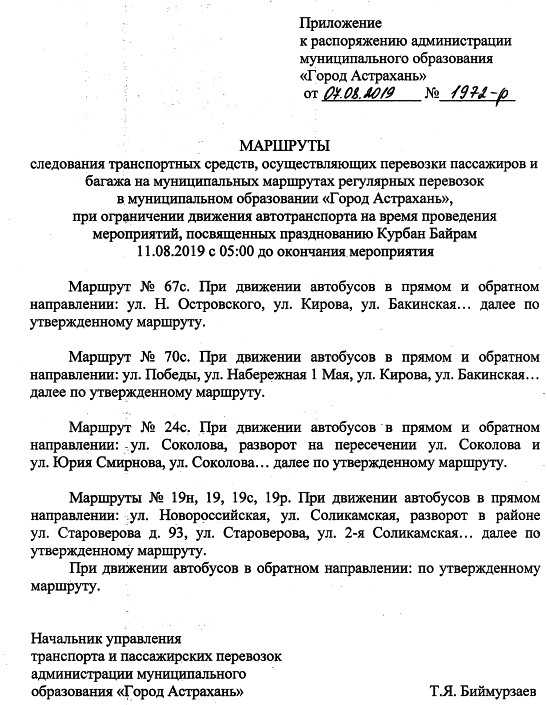 Приложение
к распоряжению администрации
муниципального образования
«Город Астрахань»
от 07.08.2019 № 1972-р
МАРШРУТЫ
следования транспортных средств, осуществляющих перевозки пассажиров и
багажа на муниципальных маршрутах регулярных перевозок
в муниципальном образовании «Город Астрахань»,
при ограничении движения автотранспорта на время проведения
мероприятий, посвященных празднованию Курбан Байрам
11.08.2019 с 05:00 до окончания мероприятия
Маршрут № 67с. При движении автобусов в прямом и обратном
направлении: ул. Н. Островского, ул. Кирова, ул. Бакинская… далее по
утвержденному маршруту.
Маршрут № 70с. При движении автобусов в прямом и обратном
направлении: ул. Победы, ул. Набережная 1 Мая, ул. Кирова, ул. Бакинская…
далее по утвержденному маршруту.
Маршрут № 24с. При движении автобусов в прямом и обратном
направлении: ул. Соколова, разворот на пересечении ул. Соколова и
ул. Юрия Смирнова, ул. Соколова… далее по утвержденному маршруту.
Маршруты № 19н, 19, 19с, 19р. При движении автобусов в прямом
направлении: ул. Новороссийская, ул. Соликамская, разворот в районе
ул. Староверова д. 93, ул. Староверова, ул. 2-я Соликамская… далее по
утвержденному маршруту.
При движении автобусов в обратном направлении: по утвержденному
маршруту.
Начальник управления
транспорта и пассажирских перевозок
администрации муниципального
образования «Город Астрахань» Т.Я. Биймурзаев